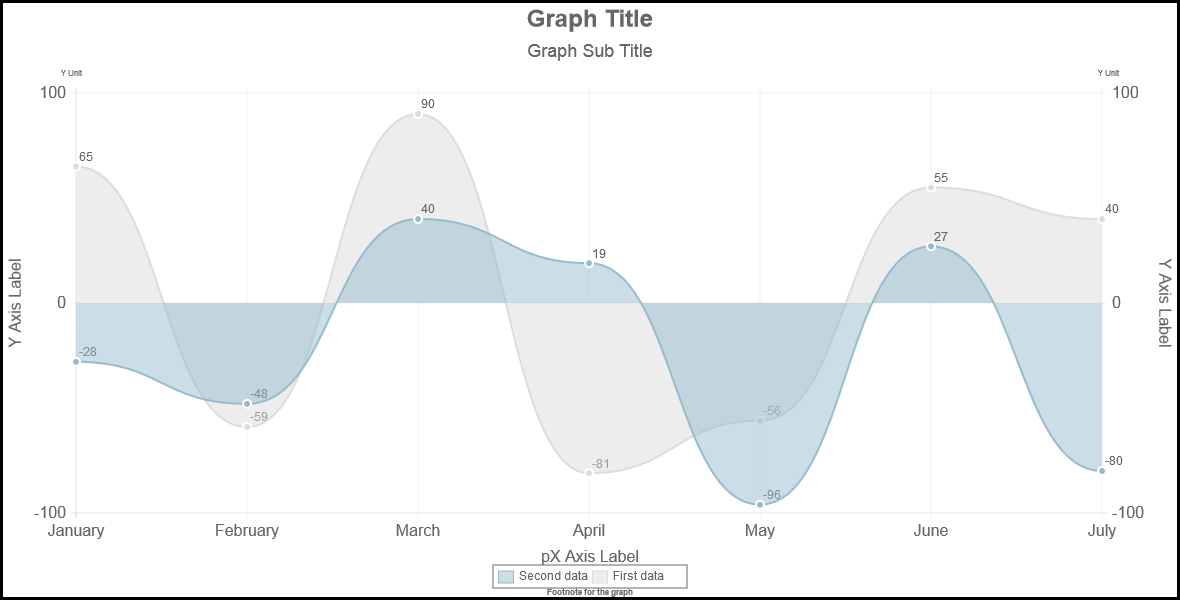 Graph Title
Graph Sub Title
Y Unit Y Unit
100 100
90
65
55
40 40
27
19
0 0
Y Axis Label Y Axis Label
-28
-48
-59
-56
-81
-80
-96
-100 -100
January February March April May June July
pX Axis Label
Second data First data
Footnote for the graph